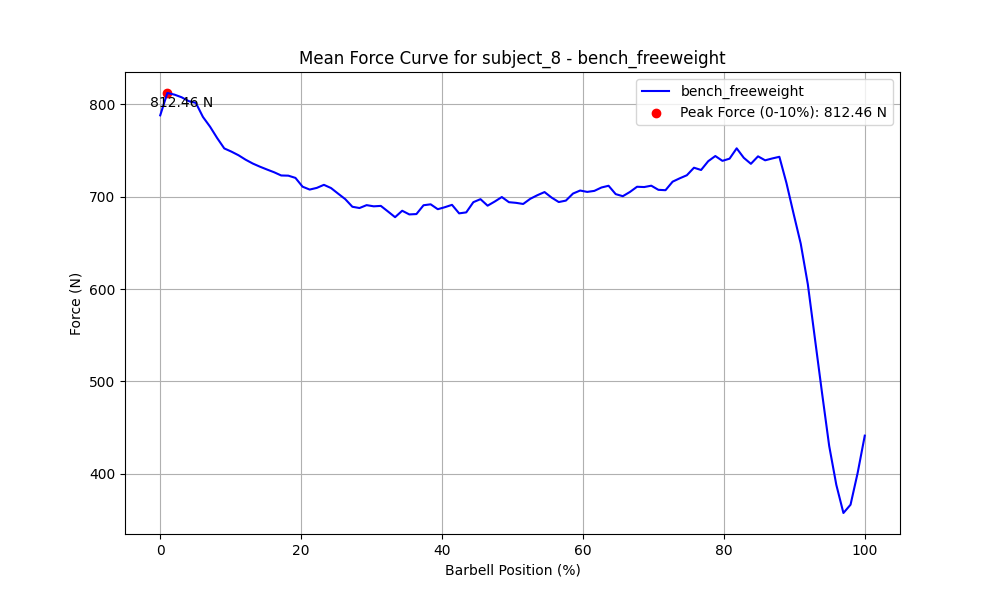 Mean Force Curve for subject_8 - bench_freeweight
bench_freeweight
Peak Force (0-10%): 812.46 N
812.46 N
800
700
600
500
400
Force (N)
0 20 40 60 80 100
Barbell Position (%)